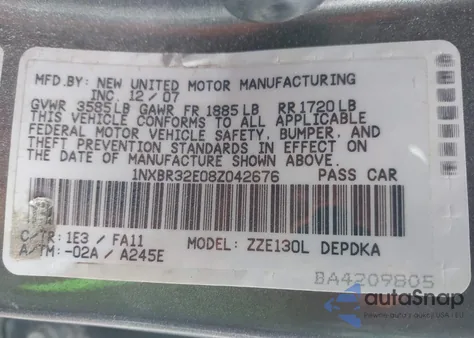 MFD.BY: NEW UNITED MOTOR MANUFACTURING
INC. 12/07
GVWR 3585LB GAWR FR 1885LB RR1720LB
THIS VEHICLE CONFORMS TO ALL APPLICABLE
FEDERAL MOTOR VEHICLE SAFETY, BUMPER, AND
THEFT PREVENTION STANDARDS IN EFFECT ON
THE DATE OF MANUFACTURE SHOWN ABOVE.
1NXBR32E08Z042676 PASS CAR
C/TR: 1E3 / FA11 MODEL: ZZE130L DEPDKA
A/TM: -02A / A245E
BA4209805
autoSnap